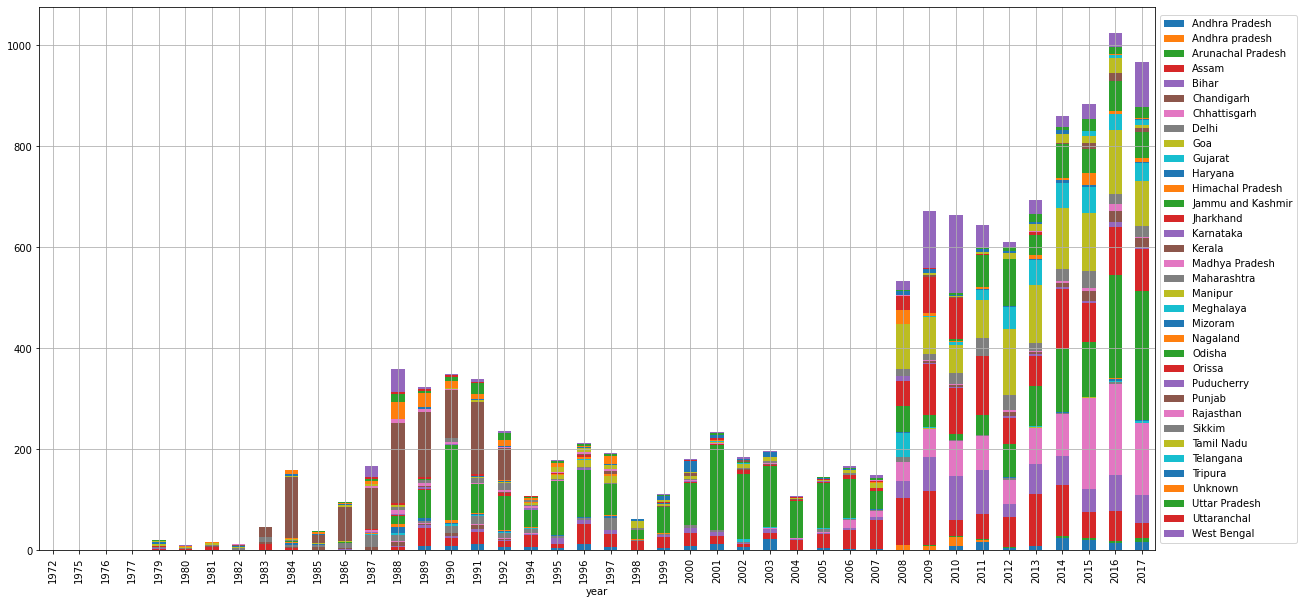 1000
800
600
400
200
0
1972
1975
1976
1977
1979
1980
1981
1982
1983
1984
1985
1986
1987
1988
1989
1990
1991
1992
1994
1995
1996
1997
1998
1999
2000
2001
2002
2003
2004
2005
2006
2007
2008
2009
2010
2011
2012
2013
2014
2015
2016
2017
year
Andhra Pradesh
Andhra pradesh
Arunachal Pradesh
Assam
Bihar
Chandigarh
Chhattisgarh
Delhi
Goa
Gujarat
Haryana
Himachal Pradesh
Jammu and Kashmir
Jharkhand
Karnataka
Kerala
Madhya Pradesh
Maharashtra
Manipur
Meghalaya
Mizoram
Nagaland
Odisha
Orissa
Puducherry
Punjab
Rajasthan
Sikkim
Tamil Nadu
Telangana
Tripura
Unknown
Uttar Pradesh
Uttaranchal
West Bengal